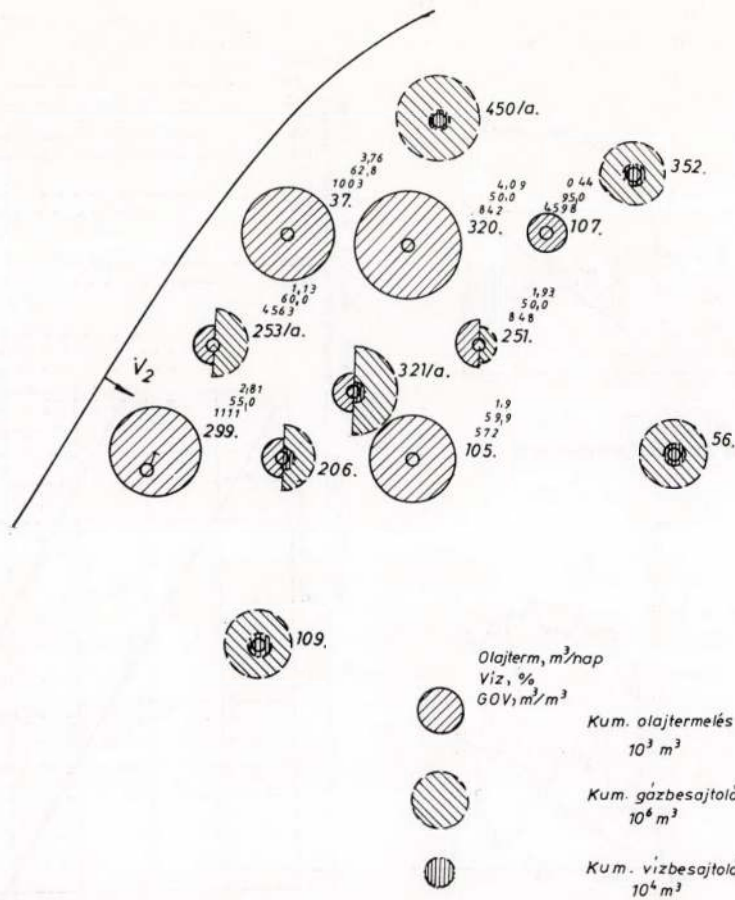 450/a.
352.
3,76
62,8
1003
37.
4,09
50,0
842
320.
0 44
95,0
4598
107.
1,13
60,0
4563
253/a.
1,93
50,0
848
251.
321/a.
V̇2
2,81
55,0
1111
299.
206.
1,9
59,9
572
105.
56.
109.
Olajterm, m³/nap
Víz, %
GOV, m³/m³
Kum. olajtermelés
10³ m³
Kum. gázbesajtolá
10⁶ m³
Kum. vízbesajtolá
10⁴ m³